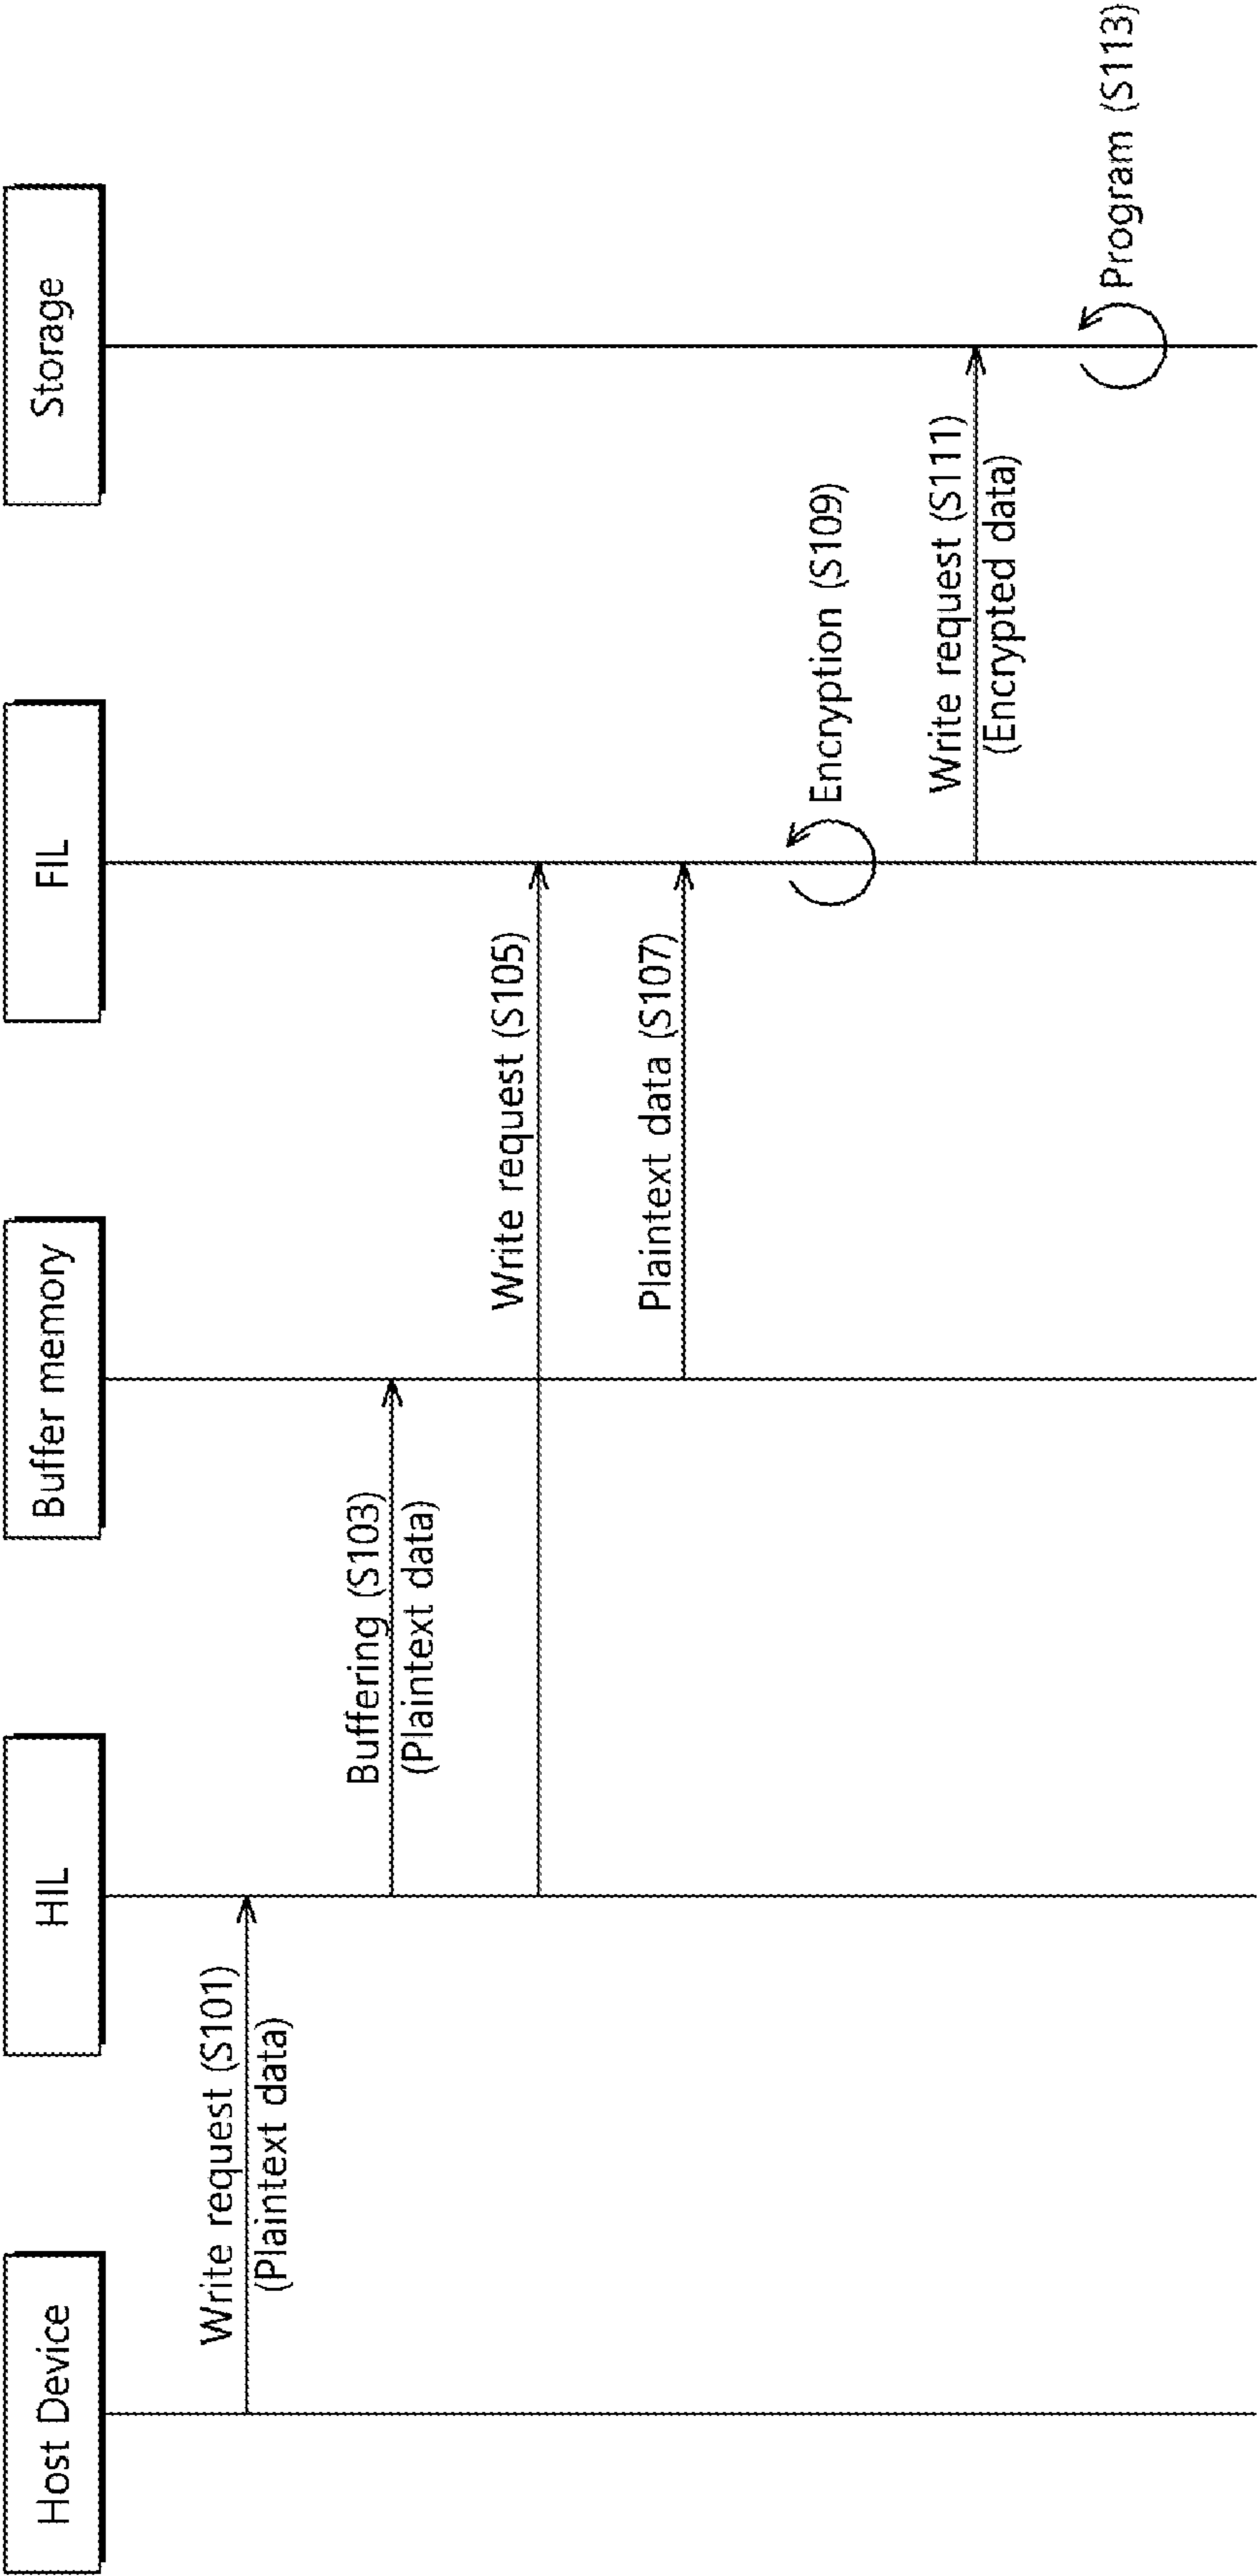 Host Device
HIL
Buffer memory
FIL
Storage
Write request (S101)
(Plaintext data)
Buffering (S103)
(Plaintext data)
Write request (S105)
Plaintext data (S107)
Encryption (S109)
Write request (S111)
(Encrypted data)
Program (S113)